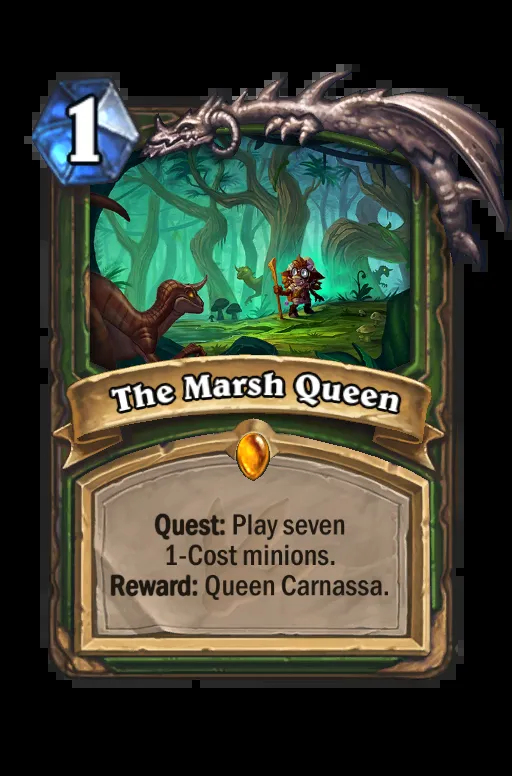 1
The Marsh Queen
Quest: Play seven
1-Cost minions.
Reward: Queen Carnassa.